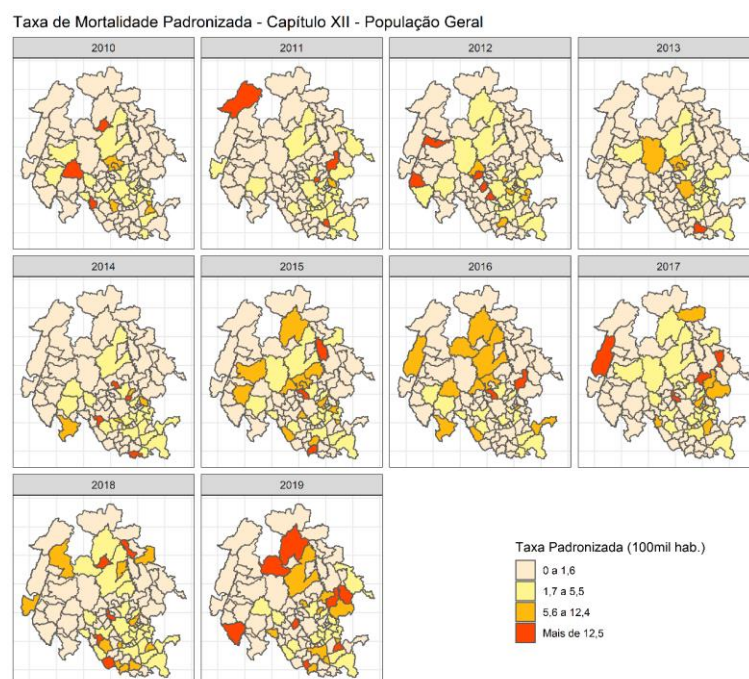 Taxa de Mortalidade Padronizada - Capítulo XII - População Geral
2010
2011
2012
2013
2014
2015
2016
2017
2018
2019
Taxa Padronizada (100mil hab.)
0 a 1,6
1,7 a 5,5
5,6 a 12,4
Mais de 12,5